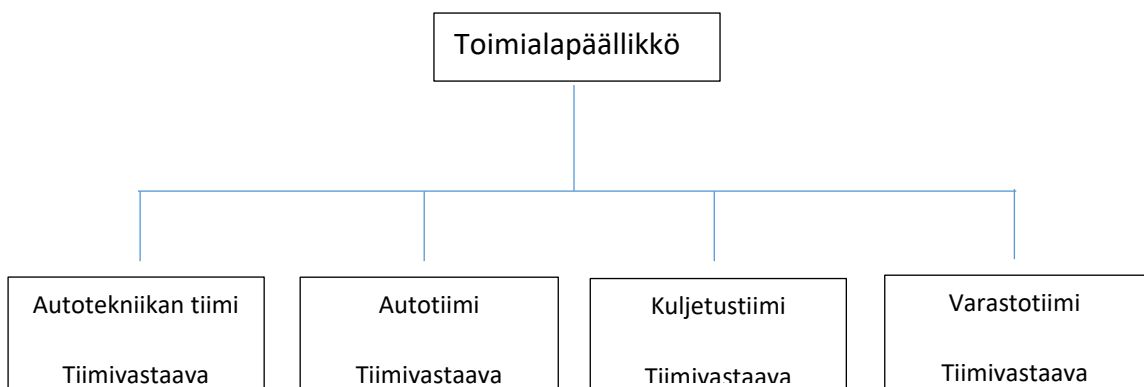 Toimialapäällikkö
Autotekniikan tiimi
Autotiimi
Kuljetustiimi
Varastotiimi
Tiimivastaava
Tiimivastaava
Tiimivastaava
Tiimivastaava